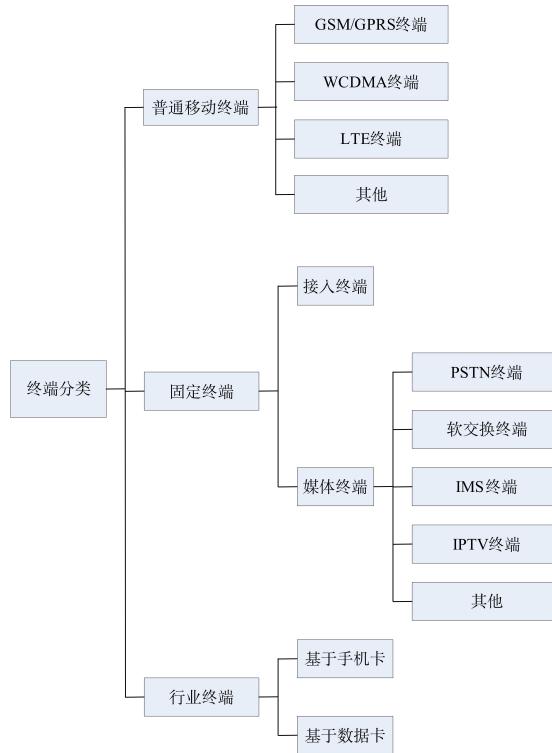 终端分类
普通移动终端
GSM/GPRS终端
WCDMA终端
LTE终端
其他
固定终端
接入终端
媒体终端
PSTN终端
软交换终端
IMS终端
IPTV终端
其他
行业终端
基于手机卡
基于数据卡